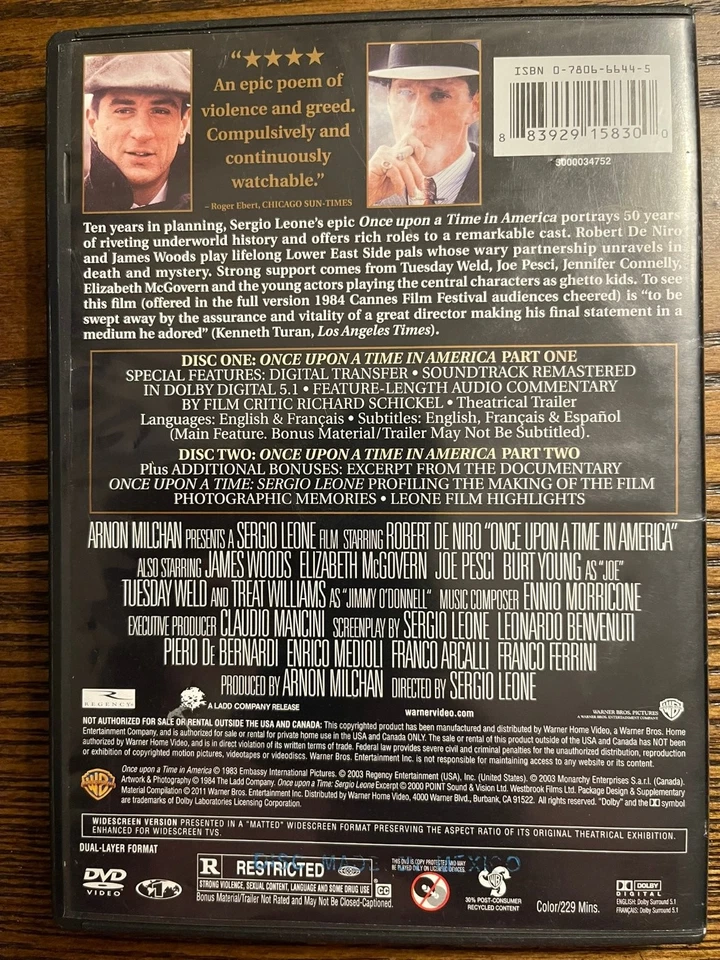 “★★★★
An epic poem of
violence and greed.
Compulsively and
continuously
watchable.”
– Roger Ebert, CHICAGO SUN-TIMES
ISBN 0-7806-6644-5
8 83929 15830 0
3000034752
Ten years in planning, Sergio Leone's epic Once upon a Time in America portrays 50 years
of riveting underworld history and offers rich roles to a remarkable cast. Robert De Niro
and James Woods play lifelong Lower East Side pals whose wary partnership unravels in
death and mystery. Strong support comes from Tuesday Weld, Joe Pesci, Jennifer Connelly,
Elizabeth McGovern and the young actors playing the central characters as ghetto kids. To see
this film (offered in the full version 1984 Cannes Film Festival audiences cheered) is “to be
swept away by the assurance and vitality of a great director making his final statement in a
medium he adored” (Kenneth Turan, Los Angeles Times).
DISC ONE: ONCE UPON A TIME IN AMERICA PART ONE
SPECIAL FEATURES: DIGITAL TRANSFER • SOUNDTRACK REMASTERED
IN DOLBY DIGITAL 5.1 • FEATURE-LENGTH AUDIO COMMENTARY
BY FILM CRITIC RICHARD SCHICKEL • Theatrical Trailer
Languages: English & Français • Subtitles: English, Français & Español
(Main Feature. Bonus Material/Trailer May Not Be Subtitled).
DISC TWO: ONCE UPON A TIME IN AMERICA PART TWO
Plus ADDITIONAL BONUSES: EXCERPT FROM THE DOCUMENTARY
ONCE UPON A TIME: SERGIO LEONE PROFILING THE MAKING OF THE FILM
PHOTOGRAPHIC MEMORIES • LEONE FILM HIGHLIGHTS
ARNON MILCHAN PRESENTS A SERGIO LEONE FILM STARRING ROBERT DE NIRO “ONCE UPON A TIME IN AMERICA”
ALSO STARRING JAMES WOODS ELIZABETH McGOVERN JOE PESCI BURT YOUNG AS “JOE”
TUESDAY WELD AND TREAT WILLIAMS AS “JIMMY O'DONNELL” MUSIC COMPOSER ENNIO MORRICONE
EXECUTIVE PRODUCER CLAUDIO MANCINI SCREENPLAY BY SERGIO LEONE LEONARDO BENVENUTI
PIERO DE BERNARDI ENRICO MEDIOLI FRANCO ARCALLI FRANCO FERRINI
PRODUCED BY ARNON MILCHAN DIRECTED BY SERGIO LEONE
R
REGENCY
A LADD COMPANY RELEASE
warnervideo.com
WARNER BROS. PICTURES
A WARNER BROS. ENTERTAINMENT COMPANY
NOT AUTHORIZED FOR SALE OR RENTAL OUTSIDE THE USA AND CANADA: This copyrighted product has been manufactured and distributed by Warner Home Video, a Warner Bros. Home
Entertainment Company, and is authorized for sale or rental for private home use in the USA and CANADA ONLY. The sale or rental of this product outside of the USA and Canada has NOT been
authorized by Warner Home Video, and is in direct violation of its written terms of trade. Federal law provides severe civil and criminal penalties for the unauthorized distribution, reproduction
or exhibition of copyrighted motion pictures, videotapes or videodiscs. Warner Bros. Entertainment Inc. is not responsible for maintaining access to any website or its content.
Once upon a Time in America © 1983 Embassy International Pictures. © 2003 Regency Entertainment (USA), Inc. (United States). © 2003 Monarchy Enterprises S.a.r.l. (Canada).
Artwork & Photography © 1984 The Ladd Company. Once upon a Time: Sergio Leone Excerpt © 2000 POINT Sound & Vision Ltd. Westbrook Films Ltd. Package Design & Supplementary
Material Compilation © 2011 Warner Bros. Entertainment Inc. Distributed by Warner Home Video, 4000 Warner Blvd., Burbank, CA 91522. All rights reserved. "Dolby" and the DD symbol
are trademarks of Dolby Laboratories Licensing Corporation.
WIDESCREEN VERSION PRESENTED IN A "MATTED" WIDESCREEN FORMAT PRESERVING THE ASPECT RATIO OF ITS ORIGINAL THEATRICAL EXHIBITION.
ENHANCED FOR WIDESCREEN TVS.
DUAL-LAYER FORMAT
DVD
VIDEO
1
R RESTRICTED
STRONG VIOLENCE, SEXUAL CONTENT, LANGUAGE AND SOME DRUG USE
CC
Bonus Material/Trailer Not Rated and May Not be Closed-Captioned.
THIS DVD IS COPY PROTECTED AND MAY
BE PLAYED ONLY ON LICENSED DEVICES.
30% POST-CONSUMER
RECYCLED CONTENT
Color/229 Mins.
DOLBY
DIGITAL
ENGLISH: Dolby Surround 5.1
FRANÇAIS: Dolby Surround 5.1